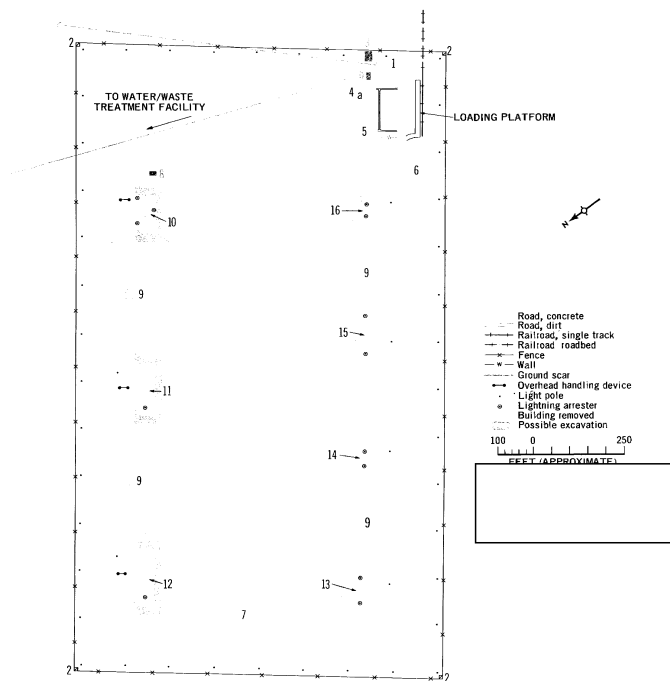 2
2
1
4 a
TO WATER/WASTE
TREATMENT FACILITY
LOADING PLATFORM
5
6
8
10
16
9
9
N
15
11
14
9
9
12
13
7
2
2
Road, concrete
Road, dirt
Railroad, single track
Railroad roadbed
Fence
W Wall
Ground scar
Overhead handling device
Light pole
Lightning arrester
Building removed
Possible excavation
100 0 250
FEET (APPROXIMATE)